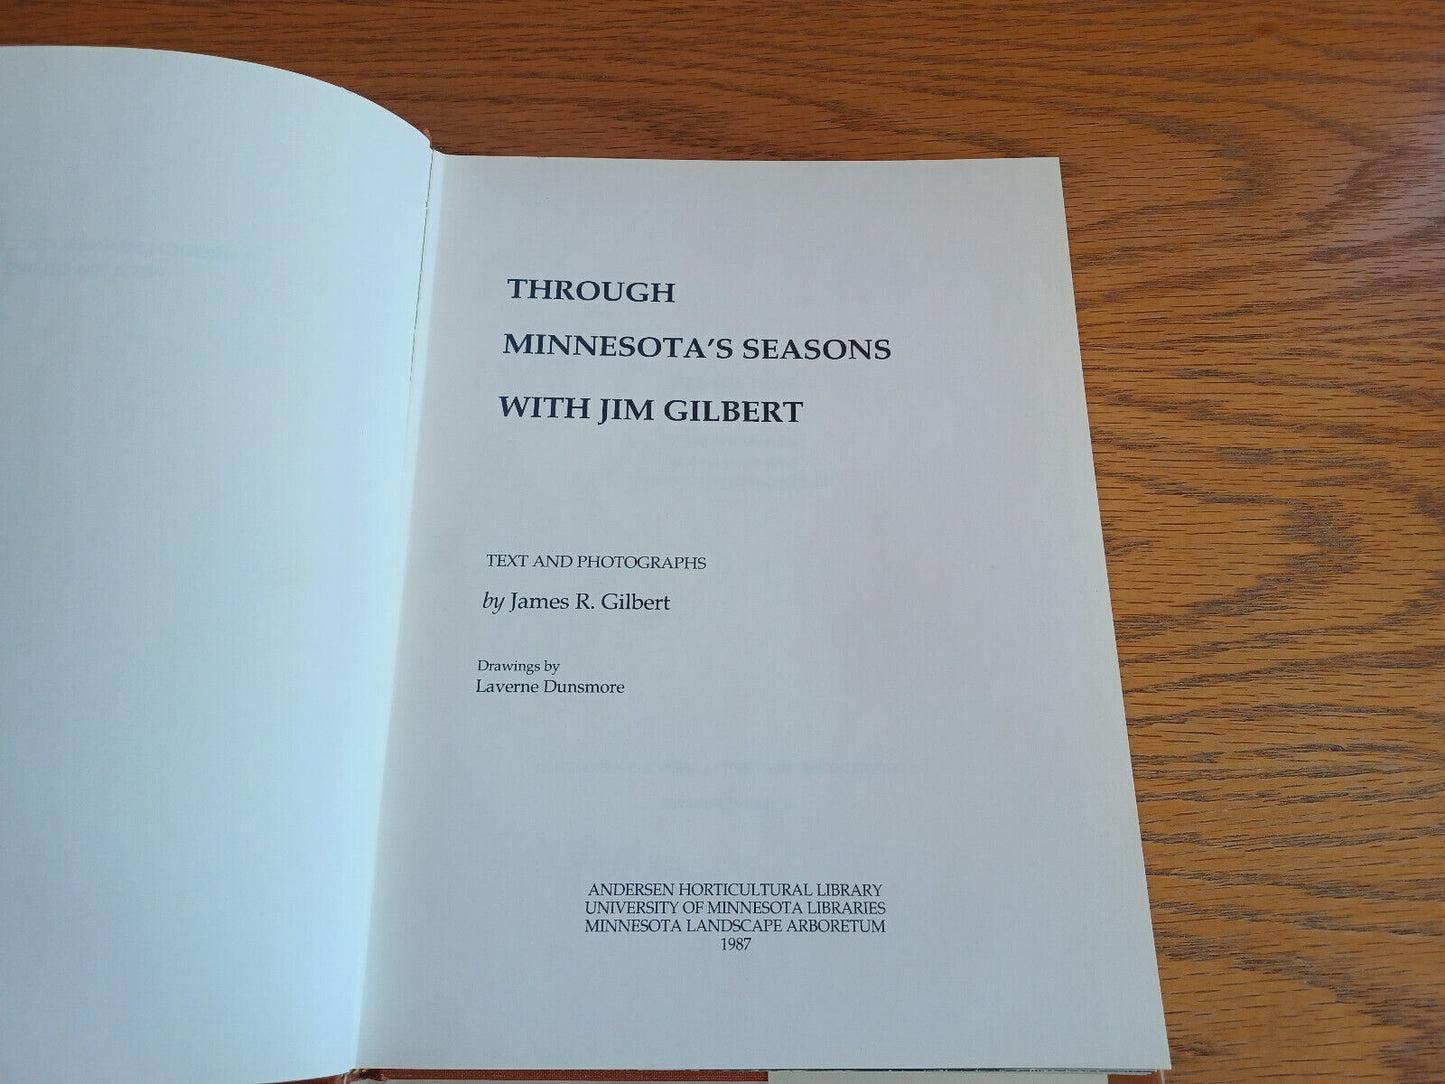 THROUGH
MINNESOTA'S SEASONS
WITH JIM GILBERT
TEXT AND PHOTOGRAPHS
by James R. Gilbert
Drawings by
Laverne Dunsmore
ANDERSEN HORTICULTURAL LIBRARY
UNIVERSITY OF MINNESOTA LIBRARIES
MINNESOTA LANDSCAPE ARBORETUM
1987